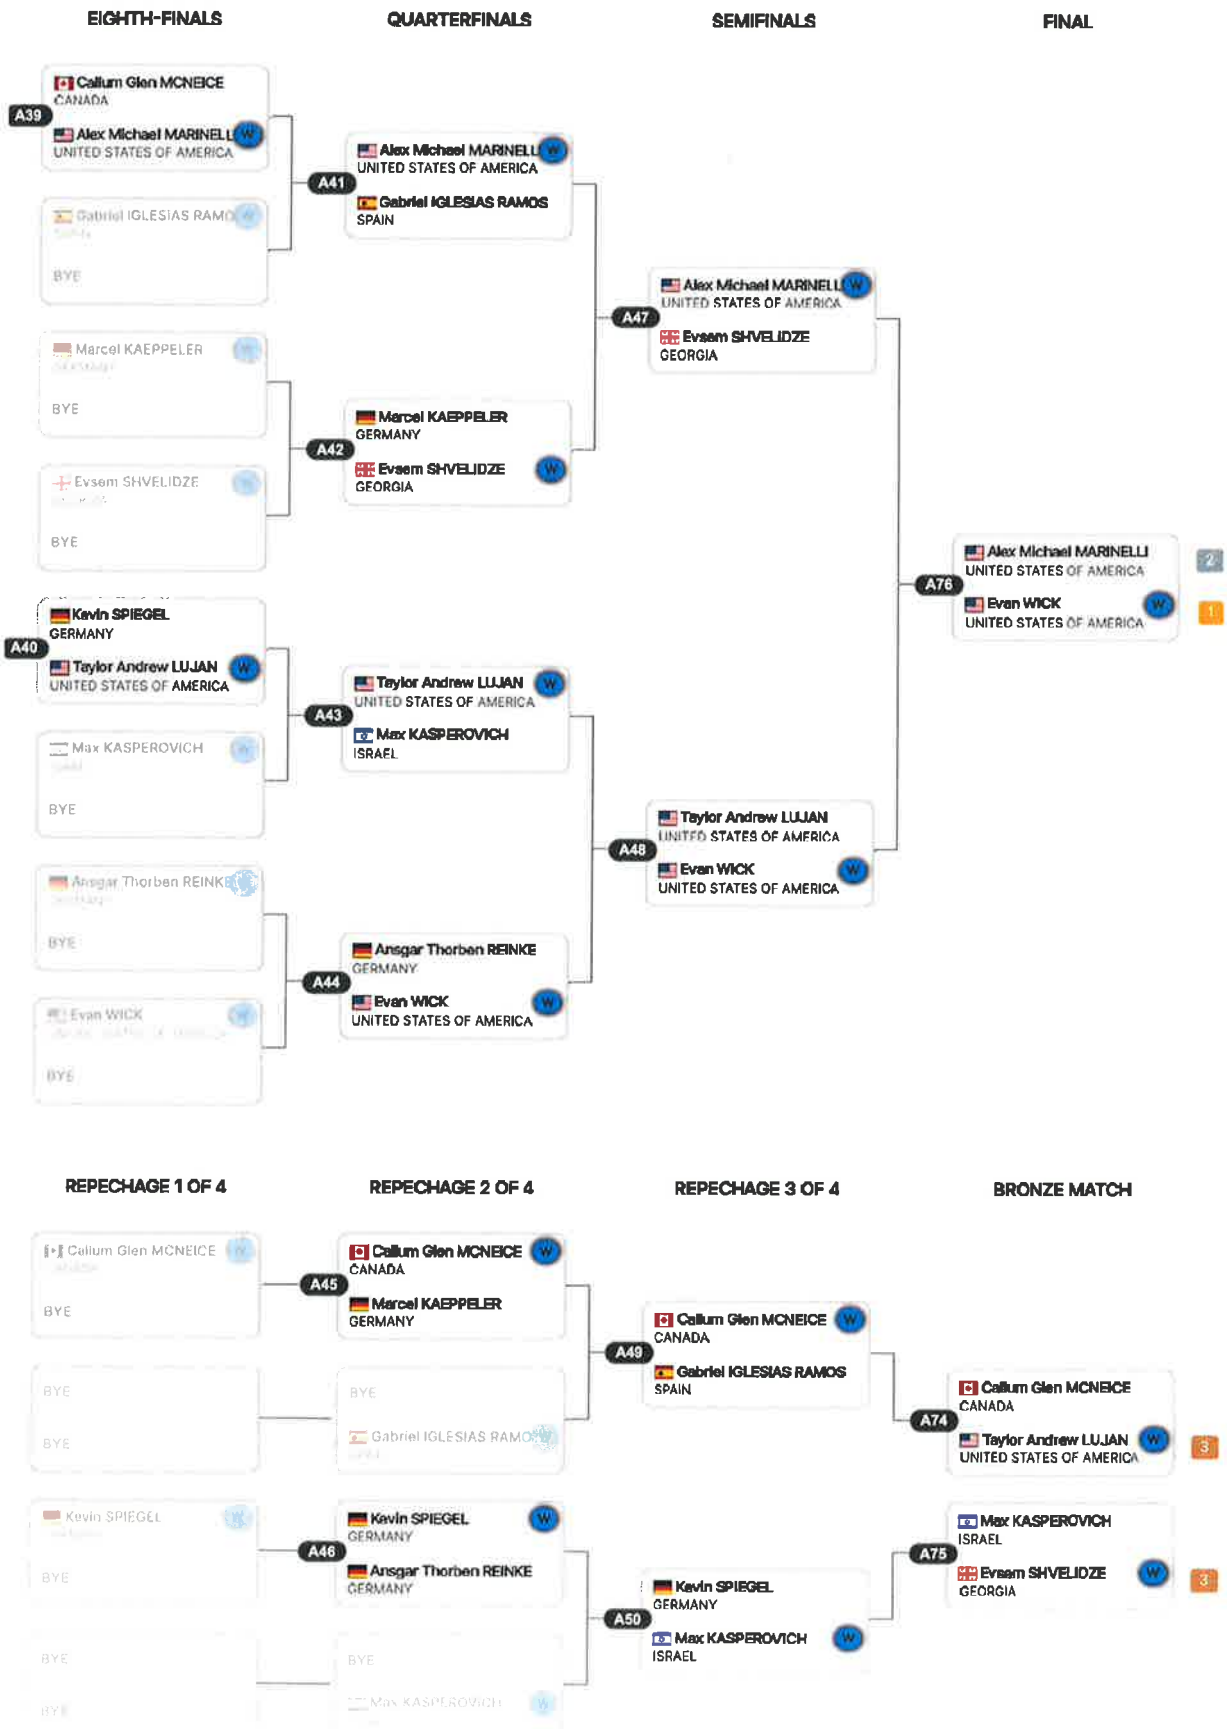 EIGHTH-FINALS
QUARTERFINALS
SEMIFINALS
FINAL
A39
Callum Glen MCNEICE
CANADA
Alex Michael MARINELL W
UNITED STATES OF AMERICA
Gabriel IGLESIAS RAMO W
BYE
Marcel KAEPPELER W
BYE
Evsem SHVELIDZE
BYE
A40
Kevin SPIEGEL
GERMANY
Taylor Andrew LUJAN W
UNITED STATES OF AMERICA
Max KASPEROVICH W
BYE
Ansgar Thorben REINKE
BYE
Evan WICK W
BYE
A41
Alex Michael MARINELLI W
UNITED STATES OF AMERICA
Gabriel IGLESIAS RAMOS
SPAIN
A42
Marcel KAEPPELER
GERMANY
Evsem SHVELIDZE W
GEORGIA
A43
Taylor Andrew LUJAN W
UNITED STATES OF AMERICA
Max KASPEROVICH
ISRAEL
A44
Ansgar Thorben REINKE
GERMANY
Evan WICK W
UNITED STATES OF AMERICA
A47
Alex Michael MARINELL W
UNITED STATES OF AMERICA
Evsem SHVELIDZE
GEORGIA
A48
Taylor Andrew LUJAN
UNITED STATES OF AMERICA
Evan WICK W
UNITED STATES OF AMERICA
A76
Alex Michael MARINELLI 2
UNITED STATES OF AMERICA
Evan WICK W 1
UNITED STATES OF AMERICA
REPECHAGE 1 OF 4
REPECHAGE 2 OF 4
REPECHAGE 3 OF 4
BRONZE MATCH
Callum Glen MCNEICE W
CANADA
BYE
BYE
BYE
Kevin SPIEGEL W
BYE
BYE
BYE
A45
Callum Glen MCNEICE W
CANADA
Marcel KAEPPELER
GERMANY
BYE
Gabriel IGLESIAS RAMO W
A46
Kevin SPIEGEL W
GERMANY
Ansgar Thorben REINKE
GERMANY
BYE
Max KASPEROVICH W
A49
Callum Glen MCNEICE W
CANADA
Gabriel IGLESIAS RAMOS
SPAIN
A50
Kevin SPIEGEL
GERMANY
Max KASPEROVICH W
ISRAEL
A74
Callum Glen MCNEICE
CANADA
Taylor Andrew LUJAN W 3
UNITED STATES OF AMERICA
A75
Max KASPEROVICH
ISRAEL
Evsem SHVELIDZE W 3
GEORGIA